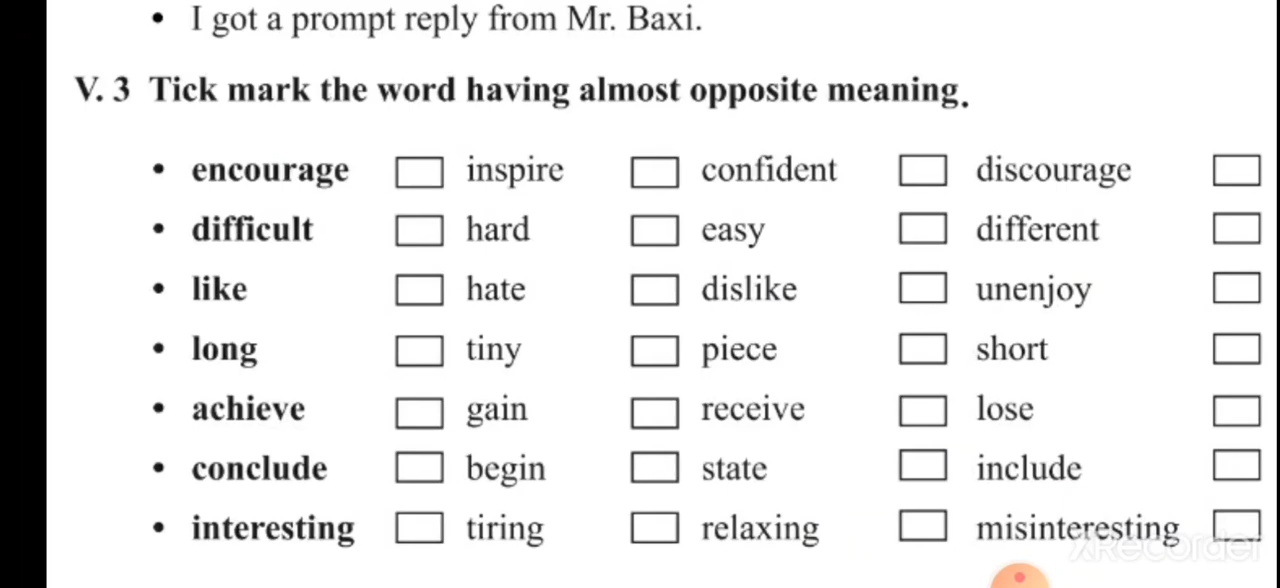 • I got a prompt reply from Mr. Baxi.
V. 3 Tick mark the word having almost opposite meaning.
• encourage □ inspire □ confident □ discourage □
• difficult □ hard □ easy □ different □
• like □ hate □ dislike □ unenjoy □
• long □ tiny □ piece □ short □
• achieve □ gain □ receive □ lose □
• conclude □ begin □ state □ include □
• interesting □ tiring □ relaxing □ misinteresting □
XRecorder